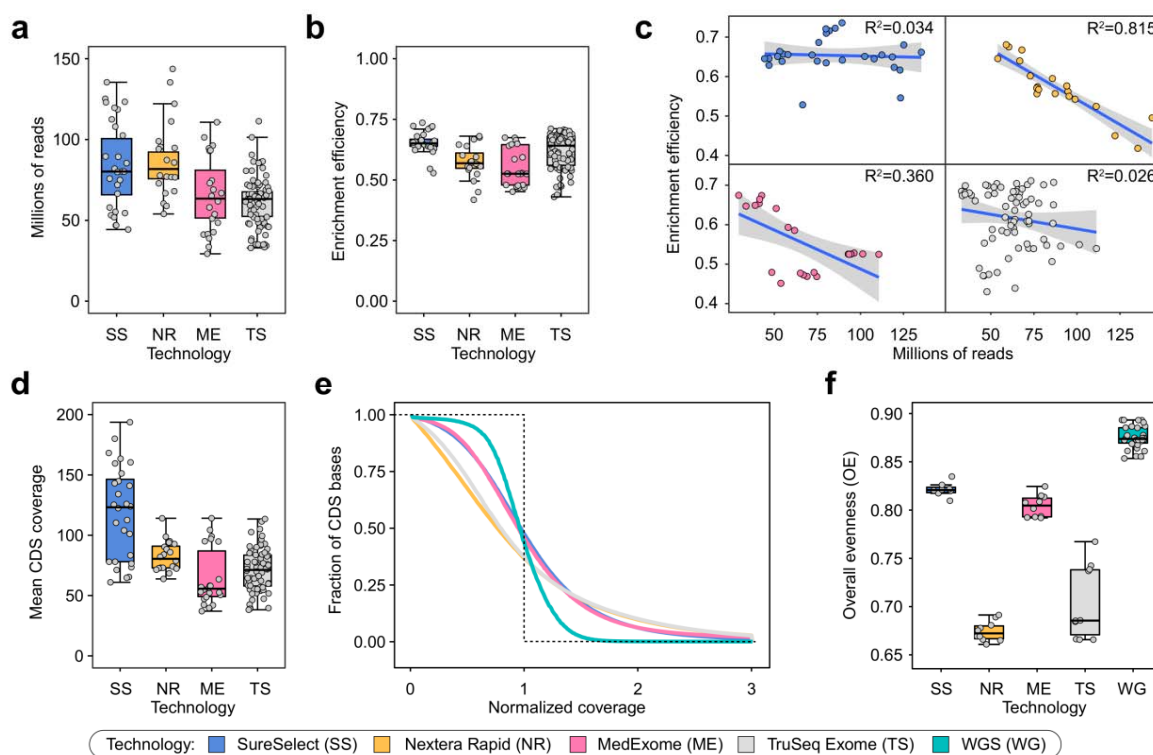 a
150
100
50
0
Millions of reads
SS NR ME TS
Technology
b
1.00
0.75
0.50
0.25
0.00
Enrichment efficiency
SS NR ME TS
Technology
c
R²=0.034
R²=0.815
R²=0.360
R²=0.026
0.7
0.6
0.5
0.4
0.7
0.6
0.5
0.4
Enrichment efficiency
50 75 100 125
50 75 100 125
Millions of reads
d
200
150
100
50
0
Mean CDS coverage
SS NR ME TS
Technology
e
1.00
0.75
0.50
0.25
0.00
Fraction of CDS bases
0 1 2 3
Normalized coverage
f
0.90
0.85
0.80
0.75
0.70
0.65
Overall evenness (OE)
SS NR ME TS WG
Technology
Technology: SureSelect (SS) Nextera Rapid (NR) MedExome (ME) TruSeq Exome (TS) WGS (WG)